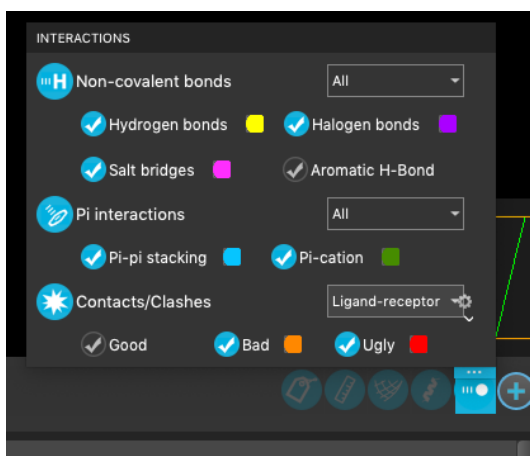 INTERACTIONS
H Non-covalent bonds All
Hydrogen bonds Halogen bonds
Salt bridges Aromatic H-Bond
Pi interactions All
Pi-pi stacking Pi-cation
Contacts/Clashes Ligand-receptor
Good Bad Ugly